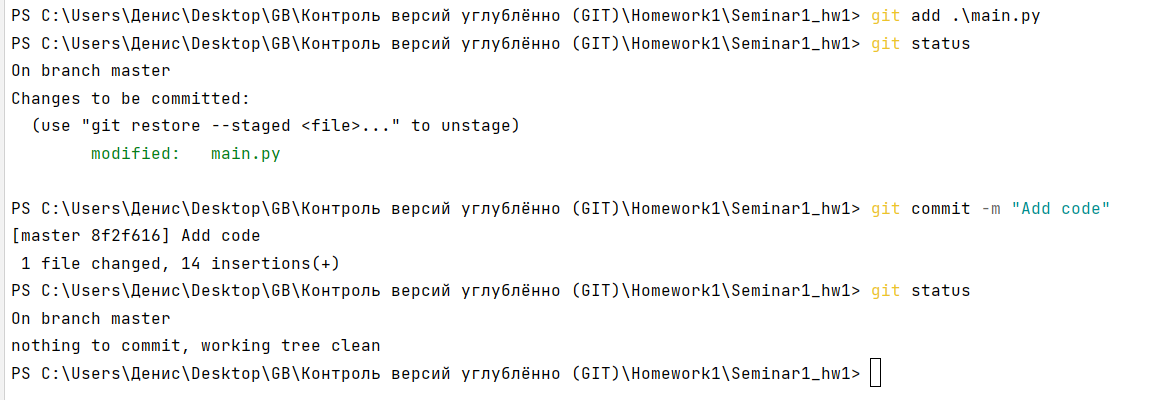 PS C:\Users\Денис\Desktop\GB\Контроль версий углублённо (GIT)\Homework1\Seminar1_hw1> git add .\main.py
PS C:\Users\Денис\Desktop\GB\Контроль версий углублённо (GIT)\Homework1\Seminar1_hw1> git status
On branch master
Changes to be committed:
  (use "git restore --staged <file>..." to unstage)
        modified:   main.py

PS C:\Users\Денис\Desktop\GB\Контроль версий углублённо (GIT)\Homework1\Seminar1_hw1> git commit -m "Add code"
[master 8f2f616] Add code
 1 file changed, 14 insertions(+)
PS C:\Users\Денис\Desktop\GB\Контроль версий углублённо (GIT)\Homework1\Seminar1_hw1> git status
On branch master
nothing to commit, working tree clean
PS C:\Users\Денис\Desktop\GB\Контроль версий углублённо (GIT)\Homework1\Seminar1_hw1>